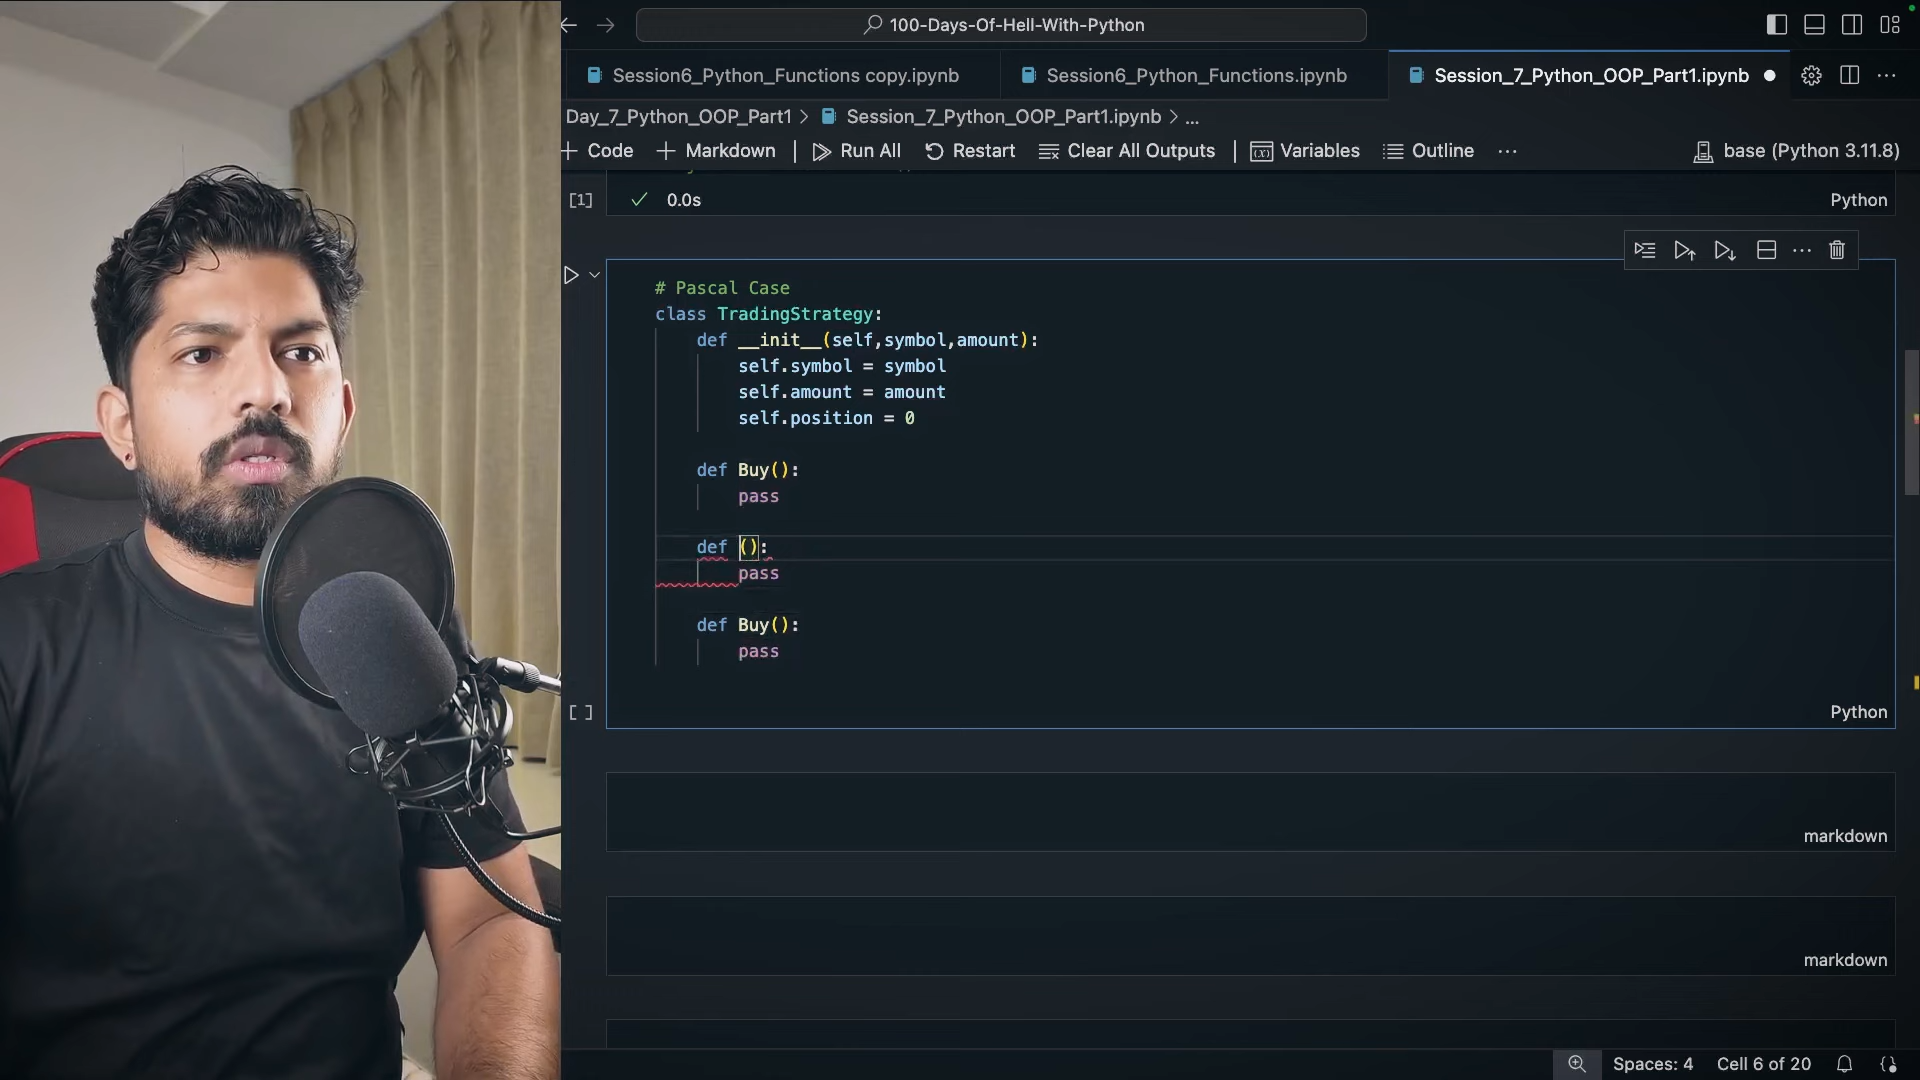 100-Days-Of-Hell-With-Python
Session6_Python_Functions copy.ipynb
Session6_Python_Functions.ipynb
Session_7_Python_OOP_Part1.ipynb
Day_7_Python_OOP_Part1 > Session_7_Python_OOP_Part1.ipynb > ...
Code
Markdown
Run All
Restart
Clear All Outputs
Variables
Outline
base (Python 3.11.8)
[1]
0.0s
Python
# Pascal Case
class TradingStrategy:
def __init__(self,symbol,amount):
self.symbol = symbol
self.amount = amount
self.position = 0
def Buy():
pass
def ():
pass
def Buy():
pass
[ ]
Python
markdown
markdown
Spaces: 4
Cell 6 of 20